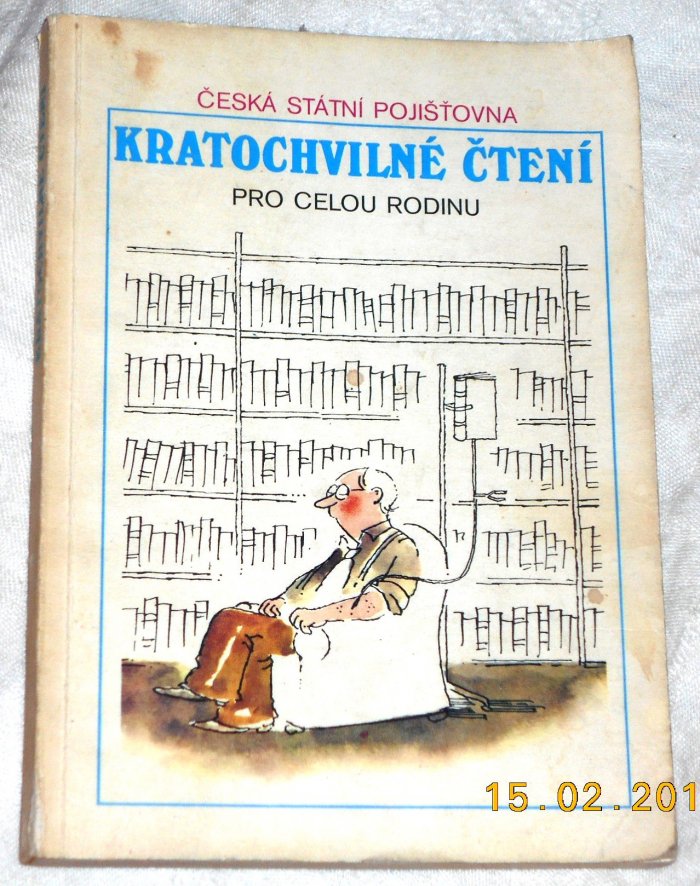 ČESKÁ STÁTNÍ POJIŠŤOVNA
KRATOCHVILNÉ ČTENÍ
PRO CELOU RODINU
15.02.201